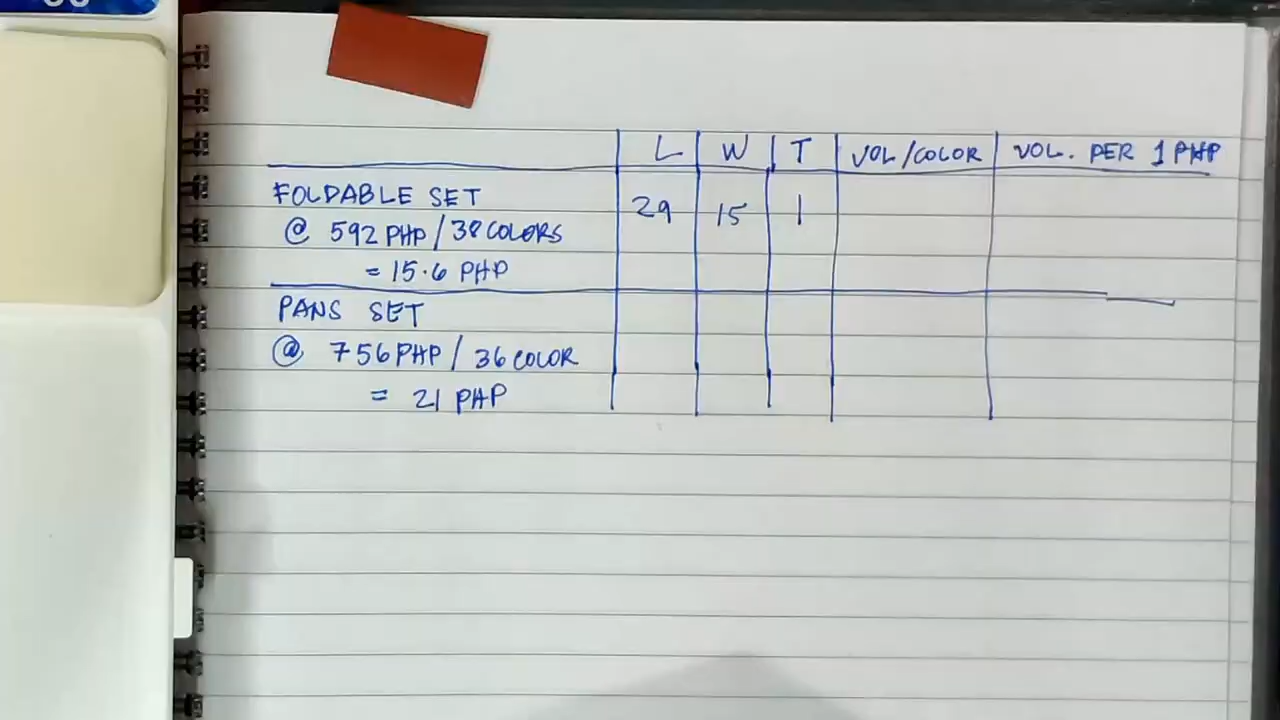 L W T VOL/COLOR VOL. PER 1 PHP
FOLDABLE SET
29 15 1
@ 592 PHP/38 COLORS
= 15.6 PHP
PANS SET
@ 756 PHP/36 COLOR
= 21 PHP